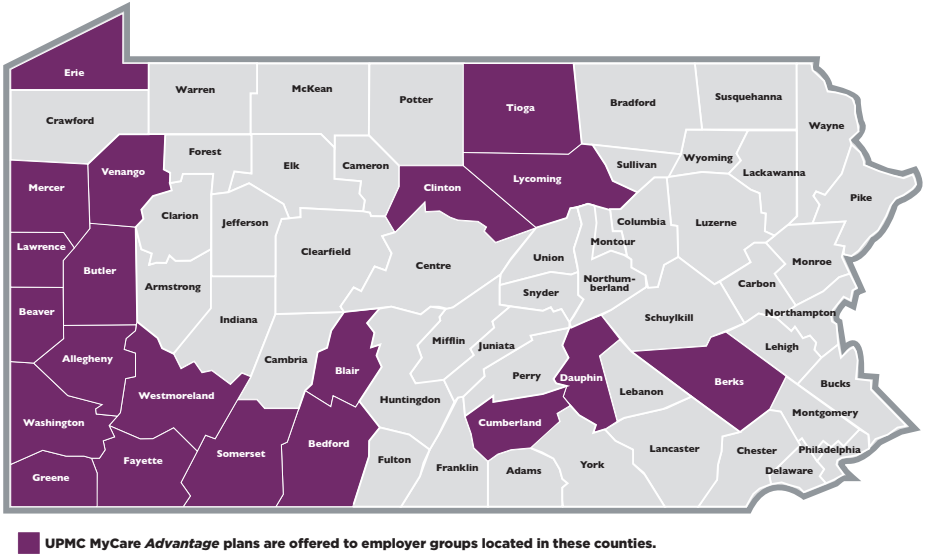 Erie
Warren
McKean
Potter
Tioga
Bradford
Susquehanna
Wayne
Crawford
Forest
Elk
Cameron
Sullivan
Wyoming
Lackawanna
Pike
Mercer
Venango
Clinton
Lycoming
Clarion
Jefferson
Columbia
Luzerne
Lawrence
Butler
Clearfield
Centre
Union
Montour
Monroe
Armstrong
Snyder
Northum-
berland
Carbon
Beaver
Indiana
Schuylkill
Northampton
Allegheny
Cambria
Mifflin
Juniata
Lehigh
Blair
Perry
Dauphin
Berks
Bucks
Westmoreland
Huntingdon
Lebanon
Washington
Cumberland
Montgomery
Somerset
Bedford
Fayette
Fulton
Franklin
Adams
York
Lancaster
Chester
Philadelphia
Delaware
Greene
UPMC MyCare Advantage plans are offered to employer groups located in these counties.